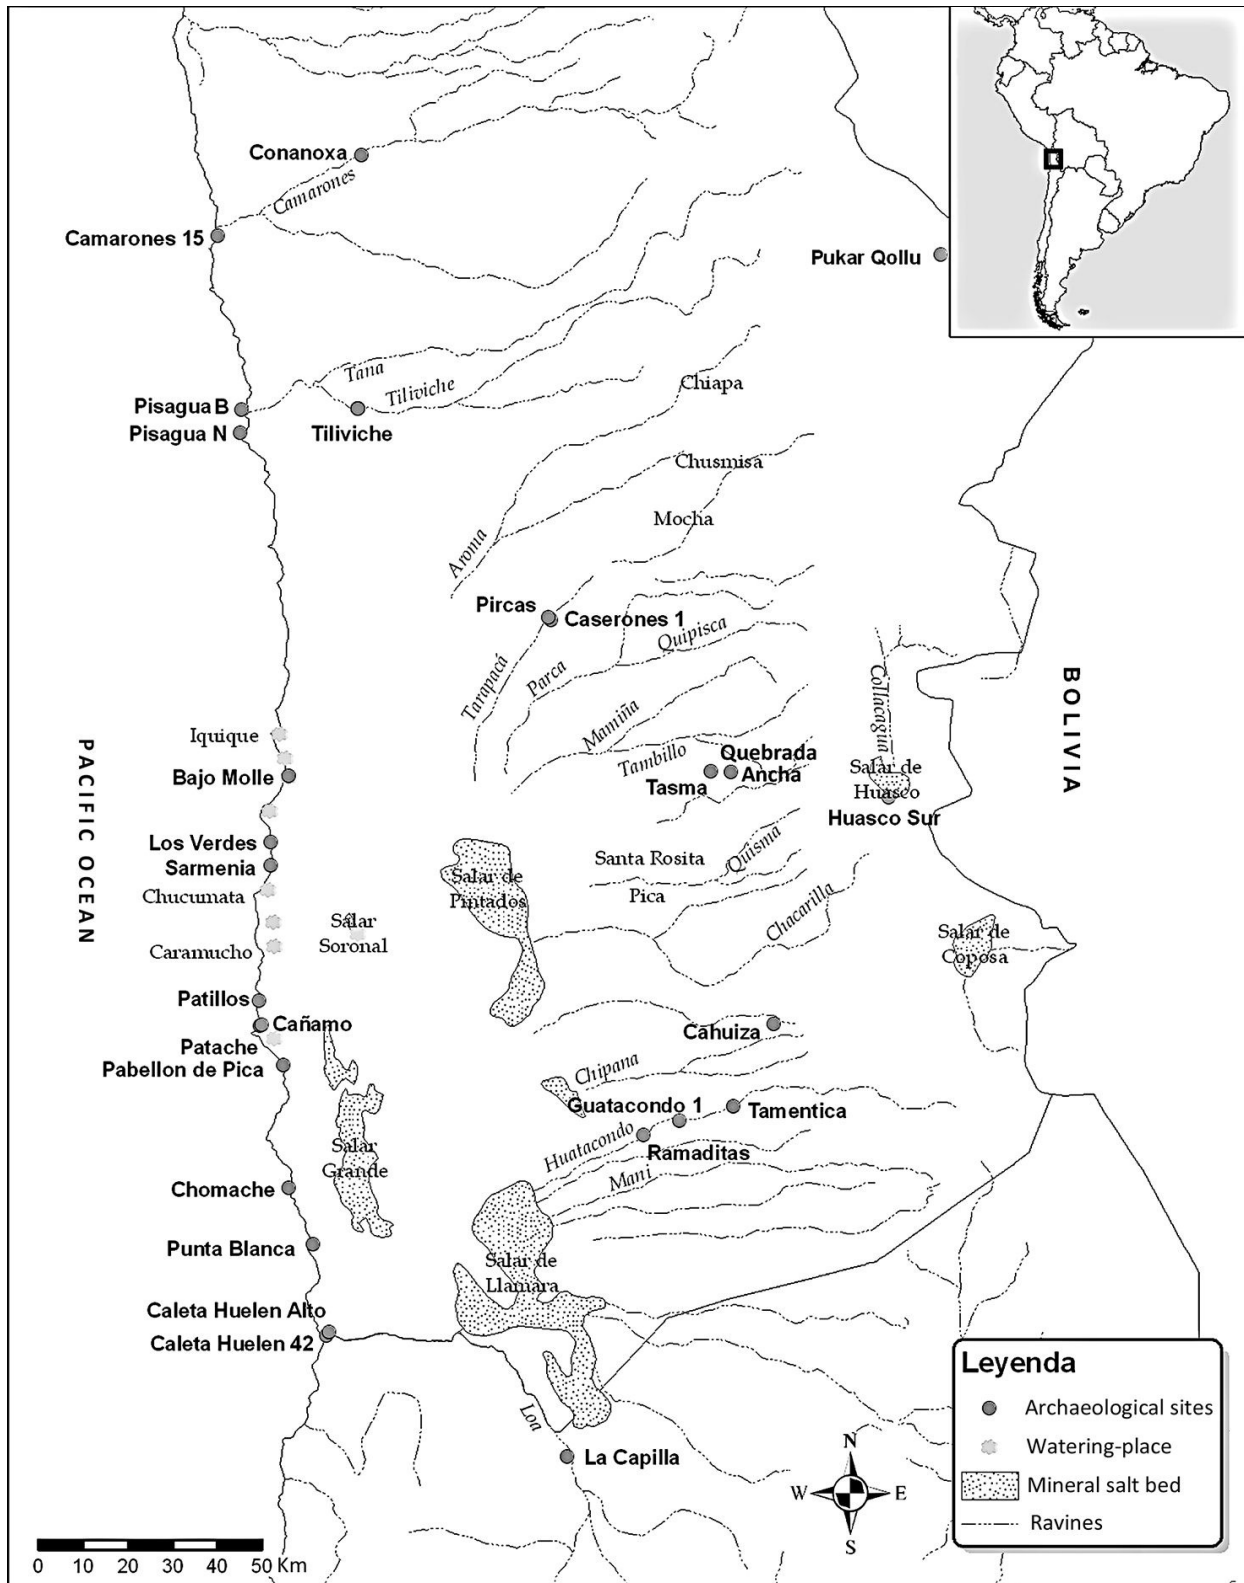 Conanoxa
Camarones
Camarones 15
Pukar Qollu
Tana
Tiliviche
Chiapa
Pisagua B
Pisagua N
Tiliviche
Chusmisa
Mocha
Aroma
Pircas
Caserones 1
Quipisca
Parca
Tarapacá
Collacagua
BOLIVIA
Mamiña
Iquique
PACIFIC OCEAN
Tambillo
Quebrada
Ancha
Tasma
Bajo Molle
Salar de
Huasco
Huasco Sur
Los Verdes
Sarmenia
Santa Rosita
Quisma
Pica
Salar de
Pintados
Chucumata
Chacarilla
Salar
Soronal
Caramucho
Salar de
Coposa
Patillos
Cañamo
Cahuiza
Patache
Pabellon de Pica
Chipana
Guatacondo 1
Tamentica
Huatacondo
Ramaditas
Salar
Grande
Mani
Chomache
Punta Blanca
Salar de
Llamara
Caleta Huelen Alto
Caleta Huelen 42
Loa
La Capilla
Leyenda
Archaeological sites
Watering-place
Mineral salt bed
Ravines
N
W E
S
0 10 20 30 40 50 Km